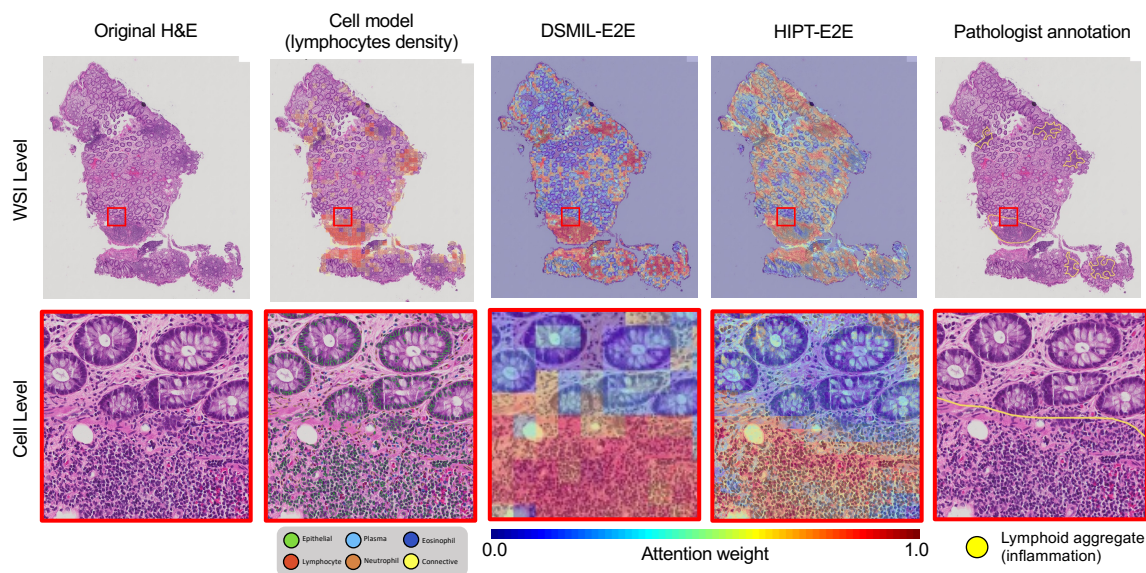 Original H&E
Cell model
(lymphocytes density)
DSMIL-E2E
HIPT-E2E
Pathologist annotation
WSI Level
Cell Level
Epithelial
Plasma
Eosinophil
Lymphocyte
Neutrophil
Connective
0.0
Attention weight
1.0
Lymphoid aggregate
(inflammation)